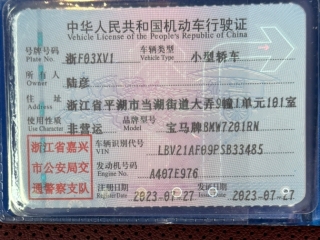 中华人民共和国机动车行驶证
Vehicle License of the People's Republic of China
号牌号码 浙F03XV1 车辆类型 小型轿车
Plate No. Vehicle Type
所有人 陆彦
Owner
住址 浙江省平湖市当湖街道大弄9幢1单元101室
Address
使用性质 非营运 品牌型号 宝马牌BMW7201RN
Use Character Model
浙江省嘉兴
市公安局交
通警察支队
车辆识别代号 LBV21AF09PSB33485
VIN
发动机号码 A407E976
Engine No.
注册日期 2023-07-27 发证日期 2023-07-27
Register Date Issue Date